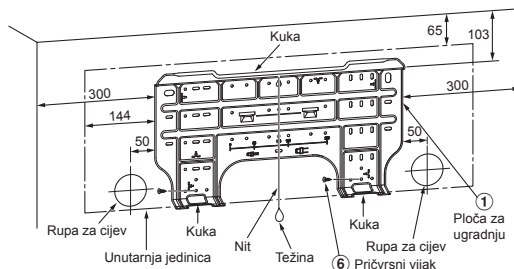 65
103
Kuka
300
300
144
50
50
1
Ploča za
ugradnju
Rupa za cijev
Kuka
Nit
Kuka
Unutarnja jedinica
Težina
Rupa za cijev
6 Pričvrsni vijak